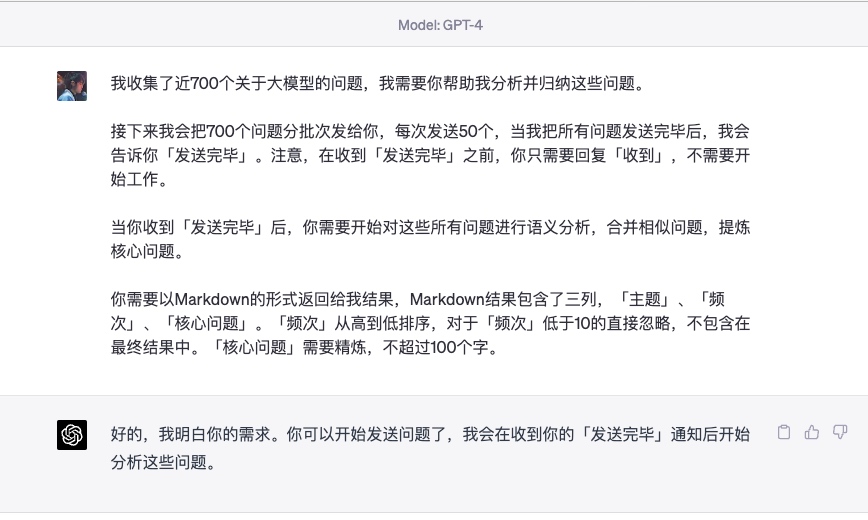 Model: GPT-4
我收集了近700个关于大模型的问题，我需要你帮助我分析并归纳这些问题。
接下来我会把700个问题分批次发给你，每次发送50个，当我把所有问题发送完毕后，我会
告诉你「发送完毕」。注意，在收到「发送完毕」之前，你只需要回复「收到」，不需要开
始工作。
当你收到「发送完毕」后，你需要开始对这些所有问题进行语义分析，合并相似问题，提炼
核心问题。
你需要以Markdown的形式返回给我结果，Markdown结果包含了三列，「主题」、「频
次」、「核心问题」。「频次」从高到低排序，对于「频次」低于10的直接忽略，不包含在
最终结果中。「核心问题」需要精炼，不超过100个字。
好的，我明白你的需求。你可以开始发送问题了，我会在收到你的「发送完毕」通知后开始
分析这些问题。